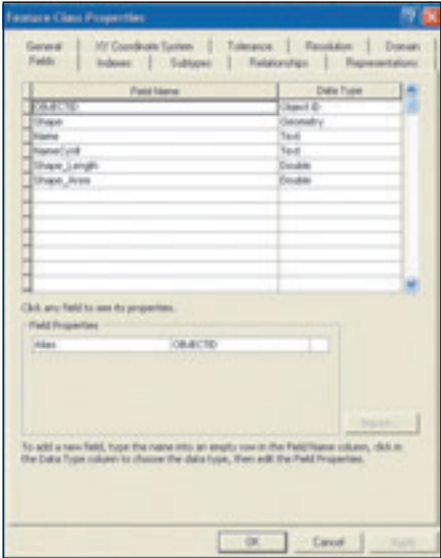 Feature Class Properties
General XY Coordinate System Tolerance Resolution Domain
Fields Indexes Subtypes Relationships Representations
Field Name Data Type
OBJECTID Object ID
Shape Geometry
Name Text
Text
Shape_Length Double
Shape_Area Double
Click any field to see its properties.
Field Properties
Alias OBJECTID
Import...
To add a new field, type the name into an empty row in the Field Name column, click in
the Data Type column to choose the data type, then edit the Field Properties.
OK Cancel Apply